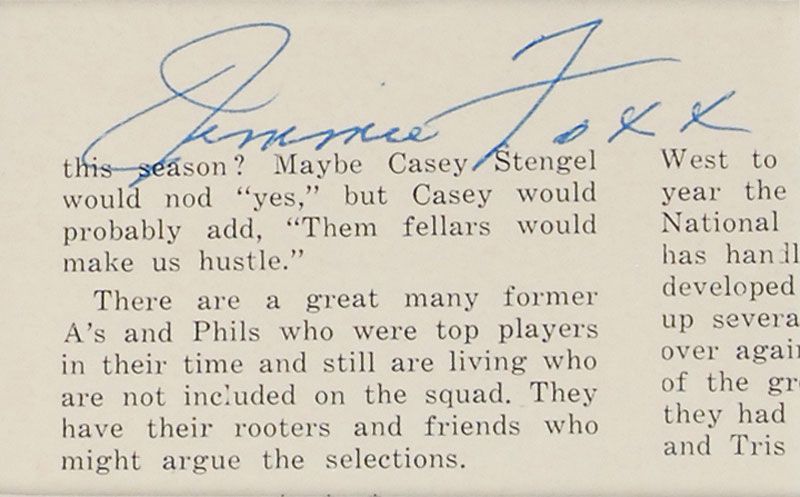 Jimmie Foxx
this season? Maybe Casey Stengel
would nod “yes,” but Casey would
probably add, “Them fellars would
make us hustle.”
There are a great many former
A's and Phils who were top players
in their time and still are living who
are not included on the squad. They
have their rooters and friends who
might argue the selections.
West to
year the
National
has handl
developed
up severa
over agai
of the gr
they had
and Tris